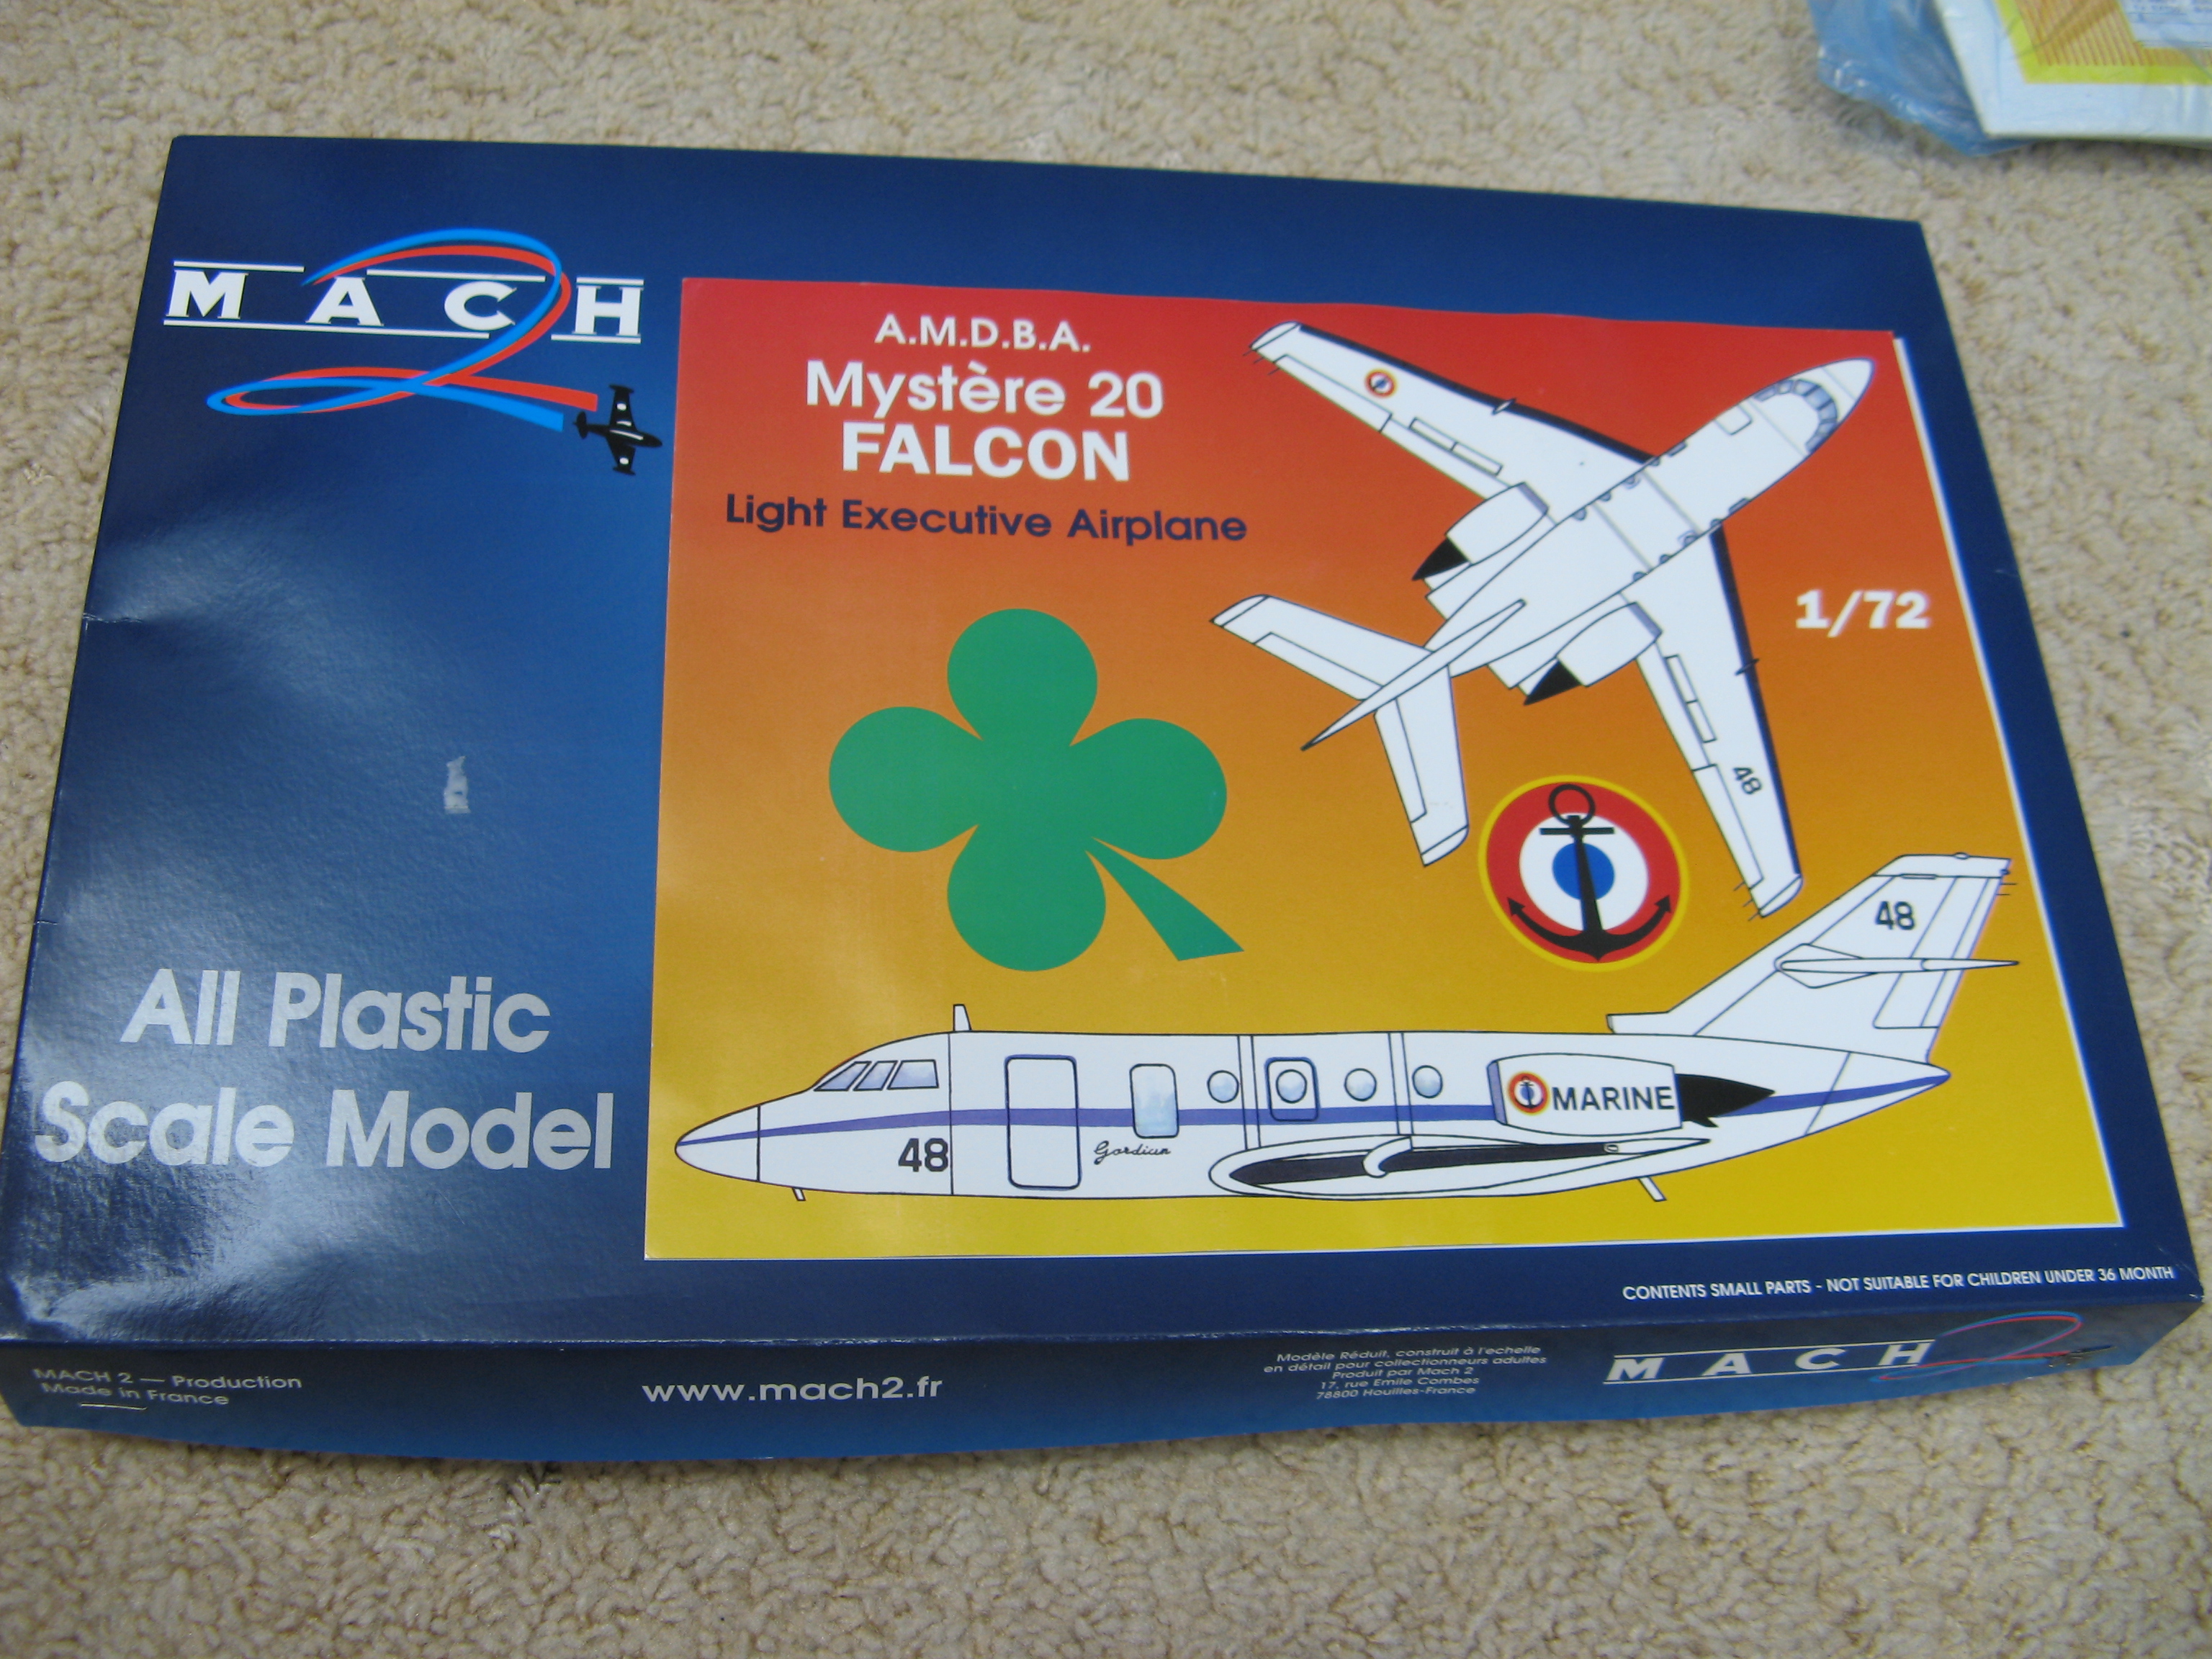 MACH 2
A.M.D.B.A.
Mystère 20
FALCON
Light Executive Airplane
1/72
48
48
48
MARINE
Gardian
All Plastic
Scale Model
CONTENTS SMALL PARTS - NOT SUITABLE FOR CHILDREN UNDER 36 MONTH
MACH 2 — Production
Made in France
www.mach2.fr
Modèle Réduit, construit à l'echelle
en détail pour collectionneurs adultes
Produit par Mach 2
17, rue Emile Combes
78800 Houilles-France
MACH 2